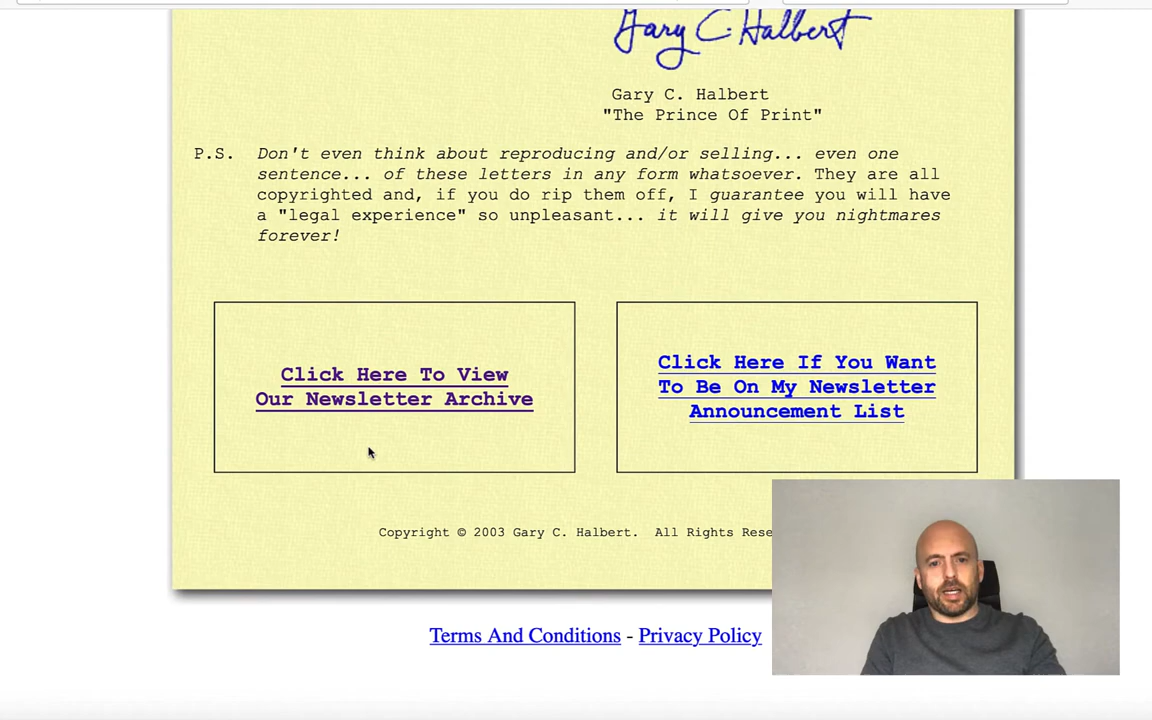 Gary C. Halbert
Gary C. Halbert
"The Prince Of Print"
P.S. Don't even think about reproducing and/or selling... even one
sentence... of these letters in any form whatsoever. They are all
copyrighted and, if you do rip them off, I guarantee you will have
a "legal experience" so unpleasant... it will give you nightmares
forever!
Click Here To View
Our Newsletter Archive
Click Here If You Want
To Be On My Newsletter
Announcement List
Copyright © 2003 Gary C. Halbert. All Rights Rese
Terms And Conditions - Privacy Policy